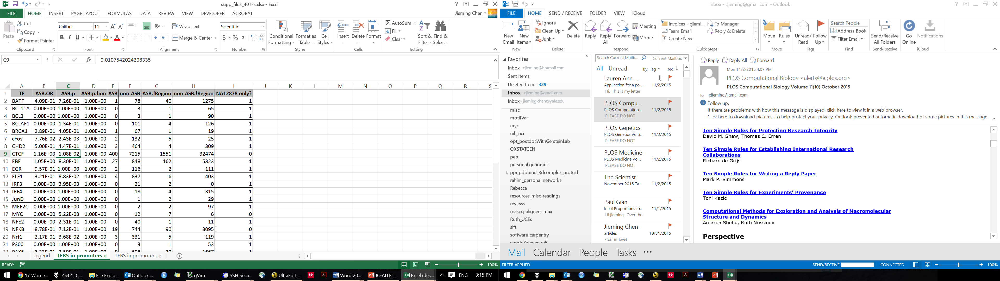 supp_file3_40TFs.xlsx - Excel
FILE HOME INSERT PAGE LAYOUT FORMULAS DATA REVIEW VIEW DEVELOPER ACROBAT Jieming Chen
Paste Cut Copy Format Painter Clipboard
Calibri 11 B I U Font
Wrap Text Merge & Center Alignment
Scientific $ % , Number
Conditional Formatting Format as Table Cell Styles Styles
Insert Delete Format Cells
AutoSum Fill Clear Sort & Filter Find & Select Editing
C9 fx 0.0107542024208335
A B C D E F G H I J K L M N O P Q R S
1 TF ASB.OR ASB.p ASB.p.bon ASB non-ASB ASB.!Region non-ASB.!Region NA12878 only?
2 BATF 4.09E-01 7.26E-01 1.00E+00 1 78 40 1275 1
3 BCL11A 0.00E+00 1.00E+00 1.00E+00 0 3 1 65 1
4 BCL3 0.00E+00 1.00E+00 1.00E+00 0 3 1 90 1
5 BCLAF1 0.00E+00 1.34E-01 1.00E+00 0 101 4 126 1
6 BRCA1 2.89E-01 4.05E-01 1.00E+00 1 67 1 19 1
7 cFos 7.76E-02 2.43E-03 1.00E+00 2 132 5 25 1
8 CHD2 5.00E-01 4.47E-01 1.00E+00 3 464 4 309 1
9 CTCF 1.16E+00 1.08E-02 1.00E+00 400 7215 1551 32474 0
10 EBF 1.05E+00 8.30E-01 1.00E+00 27 848 162 5323 1
11 EGR 9.57E-01 1.00E+00 1.00E+00 2 116 2 111 1
12 ELF1 3.21E-01 8.83E-02 1.00E+00 4 837 6 403 1
13 IRF3 0.00E+00 3.95E-03 1.00E+00 0 21 2 0 1
14 IRF4 0.00E+00 1.00E+00 1.00E+00 0 18 4 315 1
15 JunD 0.00E+00 1.00E+00 1.00E+00 0 1 2 29 1
16 MEF2C 0.00E+00 1.00E+00 1.00E+00 0 2 2 97 1
17 MYC 0.00E+00 5.22E-03 1.00E+00 0 12 7 6 0
18 NFE2 0.00E+00 2.31E-01 1.00E+00 0 40 1 11 1
19 NFKB 8.78E-01 7.12E-01 1.00E+00 19 744 90 3095 0
20 Nrf1 2.17E-01 3.68E-02 1.00E+00 3 331 5 119 1
21 P300 0.00E+00 1.00E+00 1.00E+00 0 3 1 53 1
legend TFBS in promoters_c TFBS in promoters_e
READY 100%
17 Wome... [? #01] C... File Explo... Outlook ... gVim SSH Secu... UltraEdit ... Word 20... JC-ALLEL... Excel (des... ENG 3:15 PM
Inbox - cjieming@gmail.com - Outlook
FILE HOME SEND / RECEIVE FOLDER VIEW iCloud
New Email New Items New
Ignore Clean Up Junk Delete Delete
Reply Reply All Forward Meeting More Respond
invoices - cjiemi... Team Email Create New To Manager Reply & Delete Quick Steps
Move Rules Move
Unread/ Read Follow Up Tags
Search People Address Book Filter Email Find
Send/Receive All Folders Send/Receive
Go Online Notifications iCloud
Favorites
Inbox - cjieming@hotmail.com
Sent Items
Deleted Items 339
Inbox - cjieming@gmail.com
Inbox - jieming.chen@yale.edu
misc
motifVar
myc
nih_nci
opt_postdocWithGersteinLab
OXSTATGEN
peb
personal genomes
ppi_pdbbind_3dcomplex_protcid
rahim_personal networks
Rebecca
resources_misc_readings
reviews
rnaseq_aligners_max
Ruth_UCEs
sift
software_carpentry
Search Current Mailb... Current Mailbox
All Unread By Flag Red
Lauren Ann ...
Application for a po... 11/2/2015
Hi, This is my letter
PLOS Compu...
PLOS Computation... 11/2/2015
PLEASE DO NOT
PLOS Genetics
PLOS Genetics Volu... 11/2/2015
PLEASE DO NOT
PLOS Medicine
PLOS Medicine Vol... 11/2/2015
PLEASE DO NOT
The Scientist
November 2015 Ta... 11/2/2015
Paul Gian
Ideal Proportions fo... 11/1/2015
Hi jieming, Over the
Jieming Chen
articles 10/31/2015
Codon-level
Reply Reply All Forward
Mon 11/2/2015 4:07 PM
PLOS Computational Biology <alerts@e.plos.org>
PLOS Computational Biology Volume 11(10) October 2015
To cjieming@gmail.com
Follow up.
If there are problems with how this message is displayed, click here to view it in a web browser.
Click here to download pictures. To help protect your privacy, Outlook prevented automatic download of some pictures in this message.
Ten Simple Rules for Protecting Research Integrity
David M. Shaw, Thomas C. Erren
Ten Simple Rules for Establishing International Research
Collaborations
Richard de Grijs
Ten Simple Rules for Writing a Reply Paper
Mark P. Simmons
Ten Simple Rules for Experiments’ Provenance
Toni Kazic
Computational Methods for Exploration and Analysis of Macromolecular
Structure and Dynamics
Amarda Shehu, Ruth Nussinov
Perspective
Mail Calendar People Tasks •••
FILTER APPLIED SEND/RECEIVE CONNECTED 100%